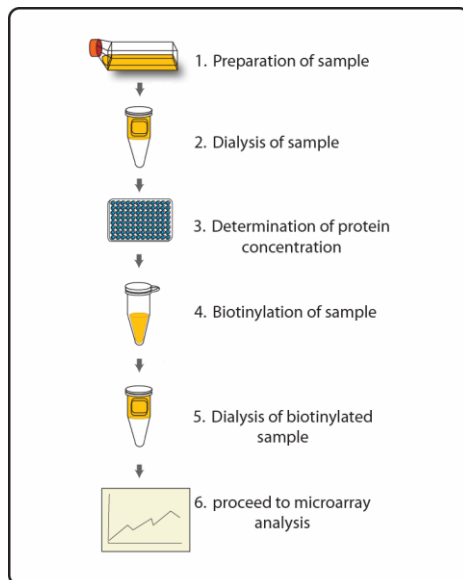 1. Preparation of sample
2. Dialysis of sample
3. Determination of protein
concentration
4. Biotinylation of sample
5. Dialysis of biotinylated
sample
6. proceed to microarray
analysis